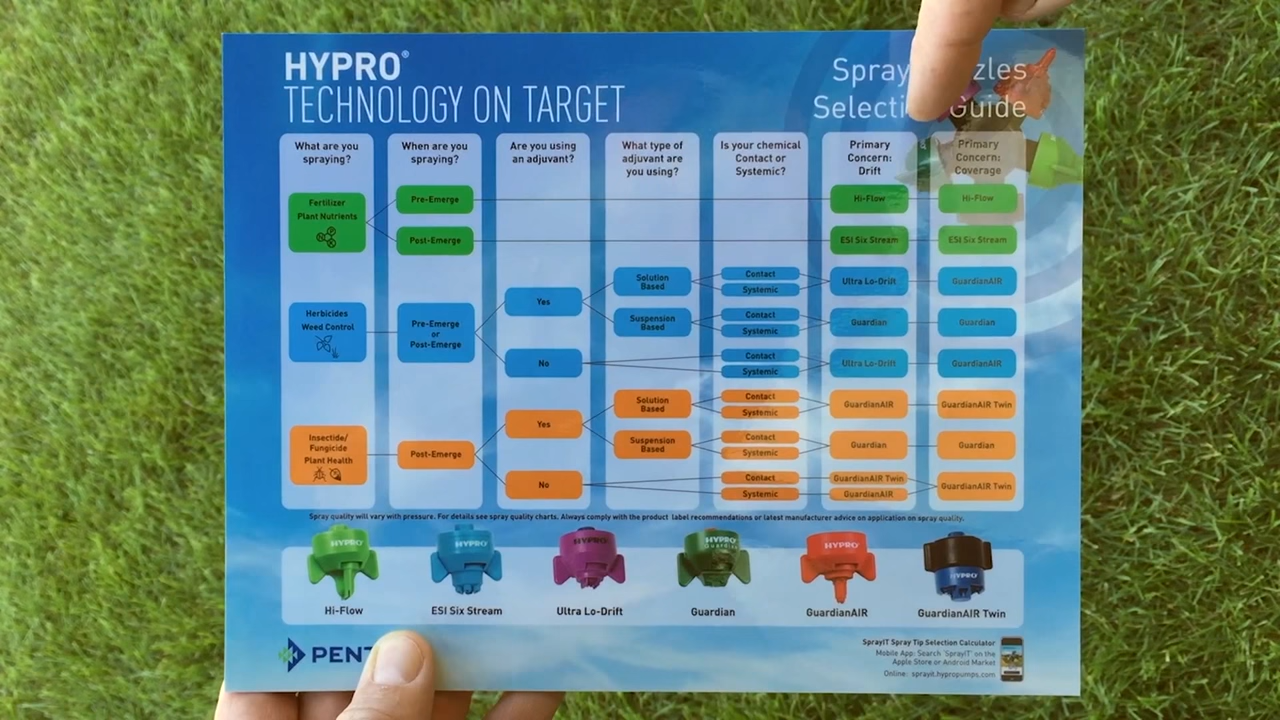 HYPRO®
TECHNOLOGY ON TARGET
Spray zles
Selecti Guide
What are you
spraying?
When are you
spraying?
Are you using
an adjuvant?
What type of
adjuvant are
you using?
Is your chemical
Contact or
Systemic?
Primary
Concern:
Drift
&
Primary
Concern:
Coverage
Fertilizer
Plant Nutrients
N P K
Pre-Emerge
Hi-Flow
Hi-Flow
Post-Emerge
ESI Six Stream
ESI Six Stream
Herbicides
Weed Control
Pre-Emerge
or
Post-Emerge
Yes
Solution
Based
Contact
Systemic
Ultra Lo-Drift
GuardianAIR
Suspension
Based
Contact
Systemic
Guardian
Guardian
No
Contact
Systemic
Ultra Lo-Drift
GuardianAIR
Insectide/
Fungicide
Plant Health
Post-Emerge
Yes
Solution
Based
Contact
Systemic
GuardianAIR
GuardianAIR Twin
Suspension
Based
Contact
Systemic
Guardian
Guardian
No
Contact
Systemic
GuardianAIR Twin
GuardianAIR
GuardianAIR Twin
Spray quality will vary with pressure. For details see spray quality charts. Always comply with the product label recommendations or latest manufacturer advice on application on spray quality.
HYPRO
HYPRO
HYPRO
HYPRO
Guardian
HYPRO
HYPRO
Hi-Flow
ESI Six Stream
Ultra Lo-Drift
Guardian
GuardianAIR
GuardianAIR Twin
PENT
SprayIT Spray Tip Selection Calculator
Mobile App: Search 'SprayIT' on the
Apple Store or Android Market
Online: sprayit.hypropumps.com